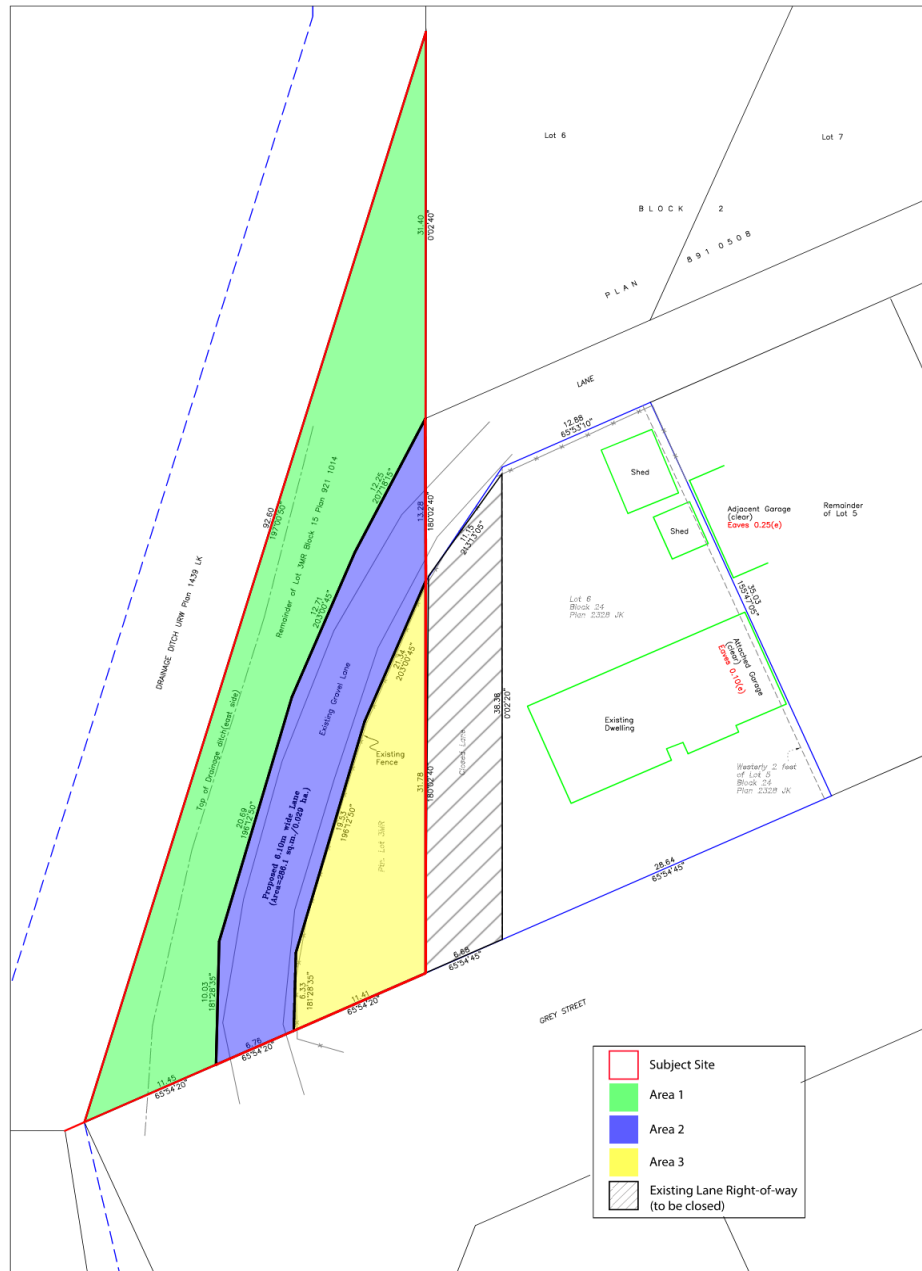 Lot 6
Lot 7
BLOCK 2
PLAN 891 0508
31.40
0°02'40"
LANE
12.88
65°53'10"
92.60
197°00'50"
Remainder of Lot 3MR Block 15 Plan 921 1014
12.25
207°18'15"
13.28
180°02'40"
11.15
213°13'05"
Shed
Shed
Adjacent Garage
(clear)
Eaves 0.25(e)
Remainder
of Lot 5
35.03
155°47'05"
DRAINAGE DITCH URW Plan 1439 LK
12.71
203°00'45"
Lot 6
Block 24
Plan 2328 JK
21.34
203°00'45"
Attached Garage
(clear)
Eaves 0.10(e)
Top of Drainage ditch(east side)
Existing Gravel Lane
38.38
0°02'20"
Existing
Dwelling
Existing
Fence
Closed Lane
31.78
180°02'40"
Westerly 2 feet
of Lot 5
Block 24
Plan 2328 JK
20.69
196°12'50"
Proposed 6.10m wide Lane
(Area=286.1 sq.m./0.029 ha.)
19.53
196°12'50"
Ptn. Lot 3MR
28.64
65°54'45"
6.68
65°54'45"
10.03
181°28'35"
6.33
181°28'35"
11.41
65°54'20"
GREY STREET
6.76
65°54'20"
11.45
65°54'20"
Subject Site
Area 1
Area 2
Area 3
Existing Lane Right-of-way
(to be closed)